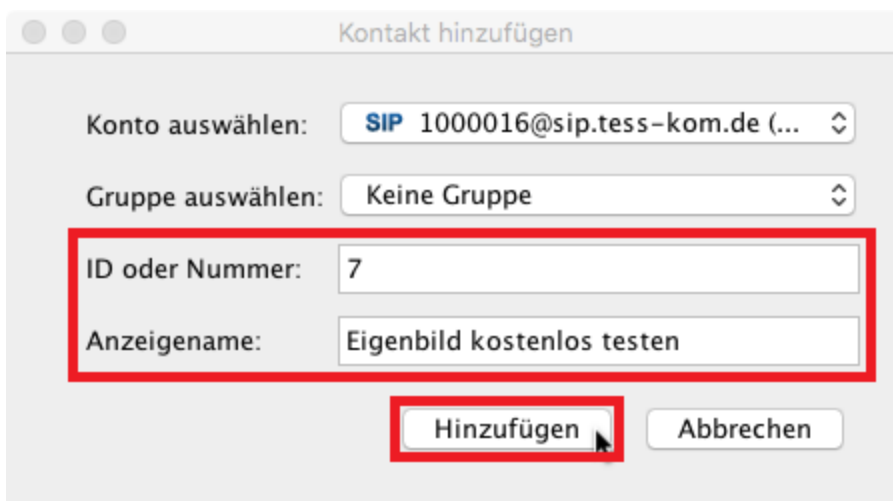 Kontakt hinzufügen
Konto auswählen: SIP 1000016@sip.tess-kom.de (...
Gruppe auswählen: Keine Gruppe
ID oder Nummer: 7
Anzeigename: Eigenbild kostenlos testen
Hinzufügen Abbrechen